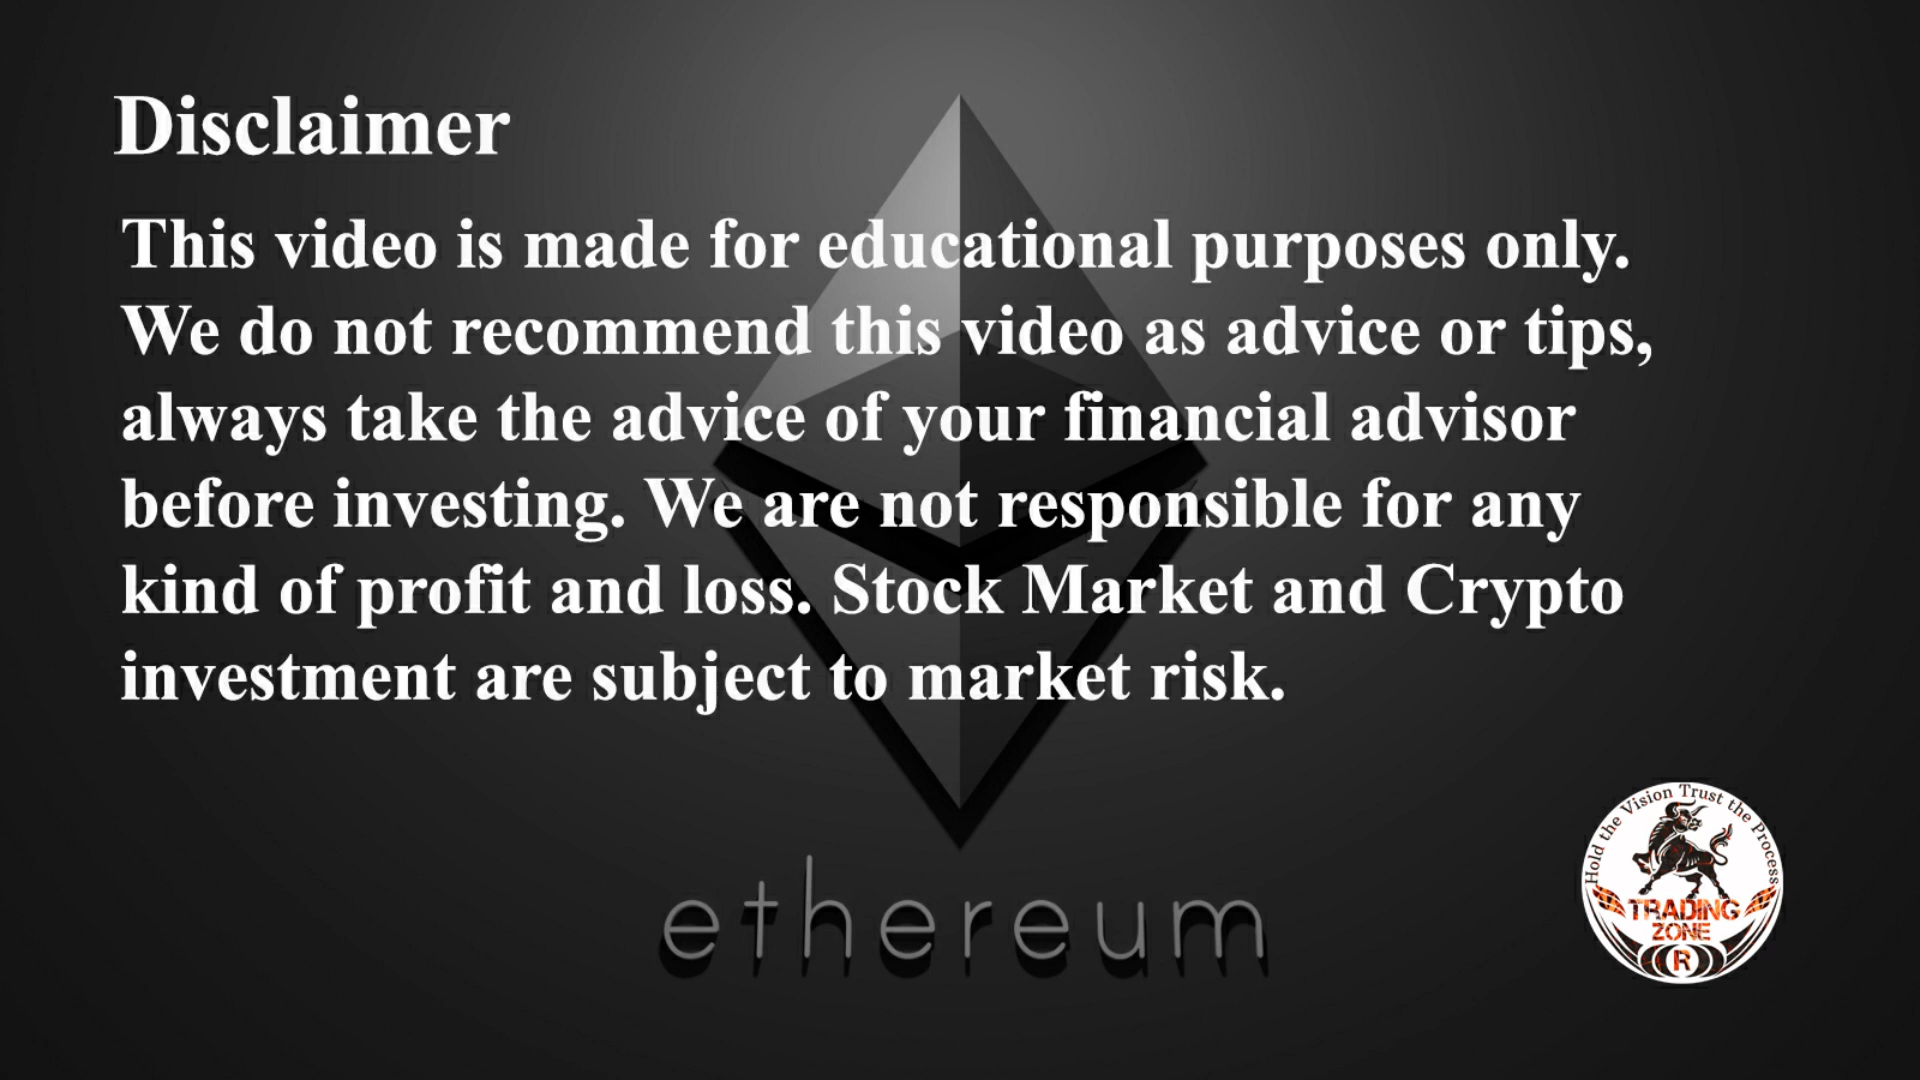 Disclaimer
This video is made for educational purposes only.
We do not recommend this video as advice or tips,
always take the advice of your financial advisor
before investing. We are not responsible for any
kind of profit and loss. Stock Market and Crypto
investment are subject to market risk.
ethereum
Hold the Vision Trust the Process
TRADING
ZONE
R